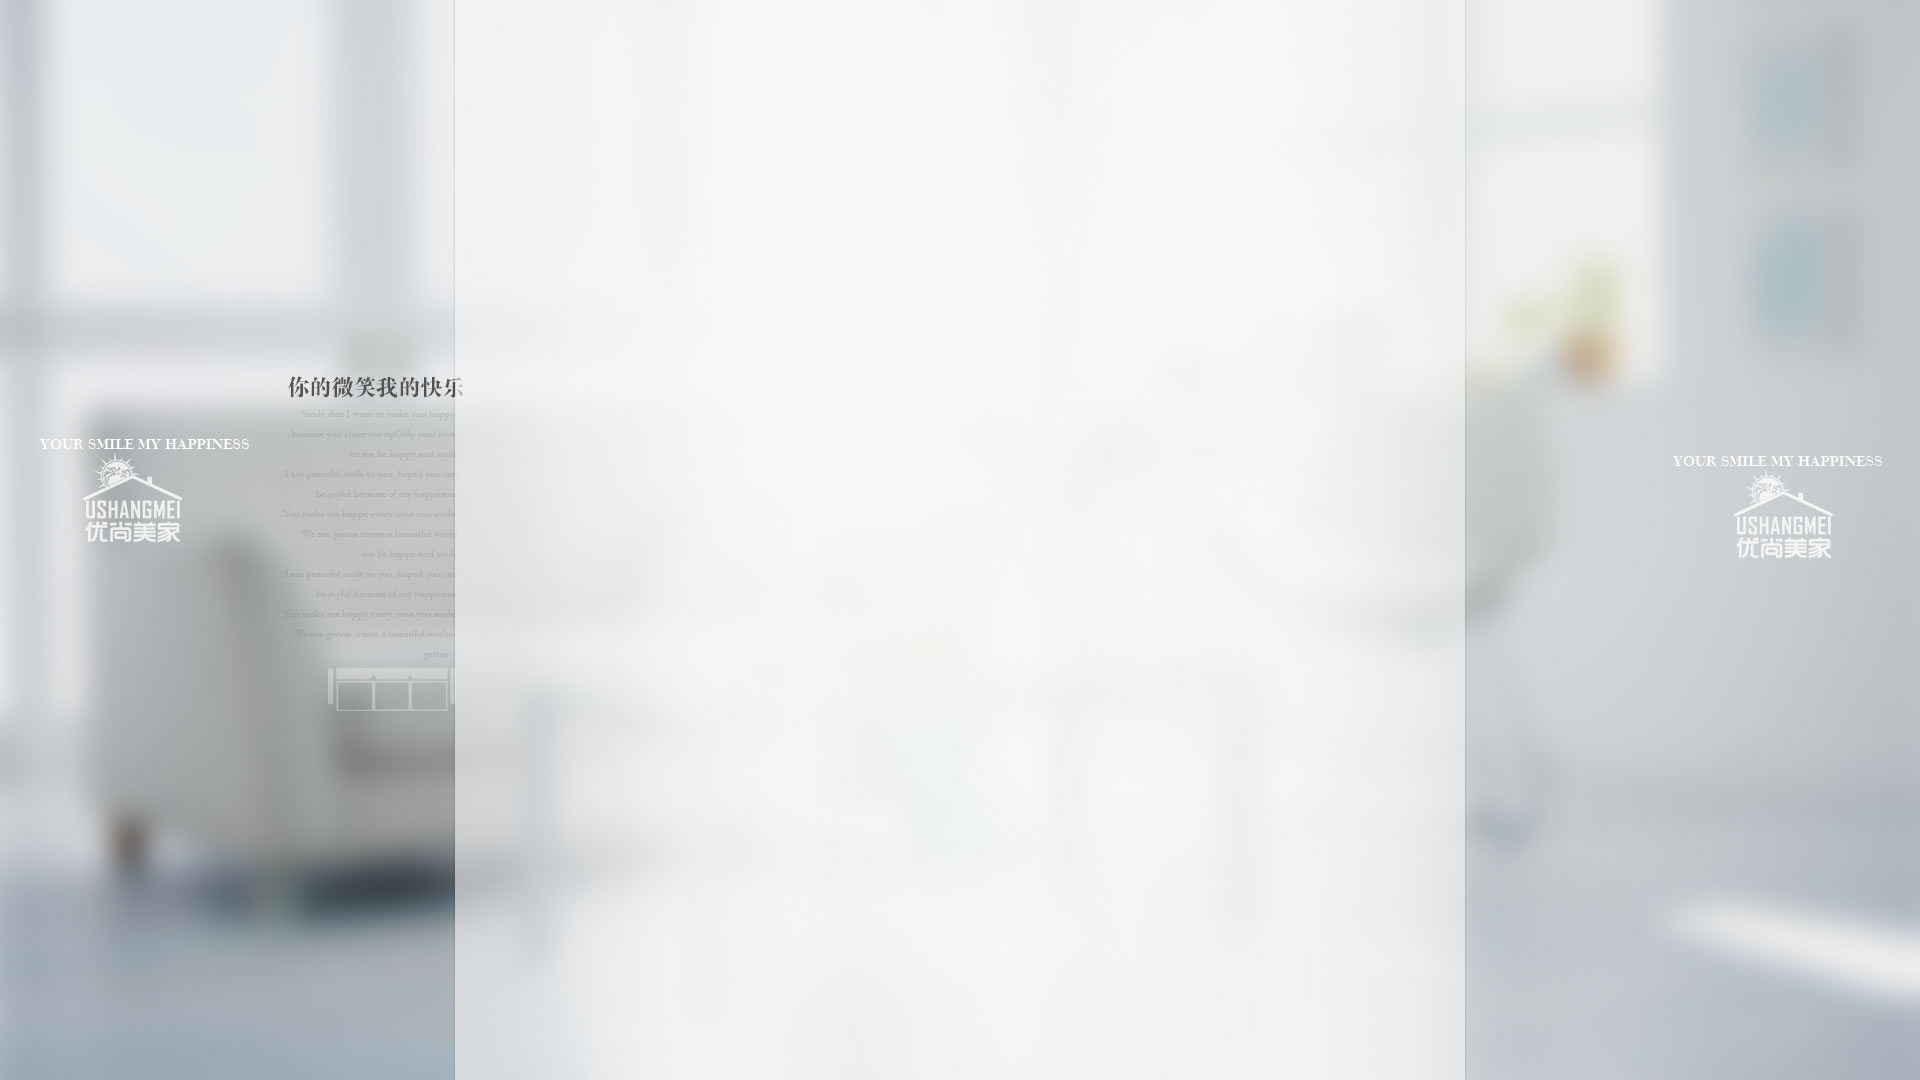 你的微笑我的快乐
Smile that I want to make you happy
because you cheer me upOnly your love
let me be happy and smile
I am peaceful smile to you, hoped you can
be joyful because of my happiness
You make me happy every time you smile
We are gonna create a beautiful world
me be happy and smile
I am peaceful smile to you, hoped you can
be joyful because of my happiness
You make me happy every time you smile
We are gonna create a beautiful world
gether.
YOUR SMILE MY HAPPINESS
USHANGMEI
优尚美家
YOUR SMILE MY HAPPINESS
USHANGMEI
优尚美家